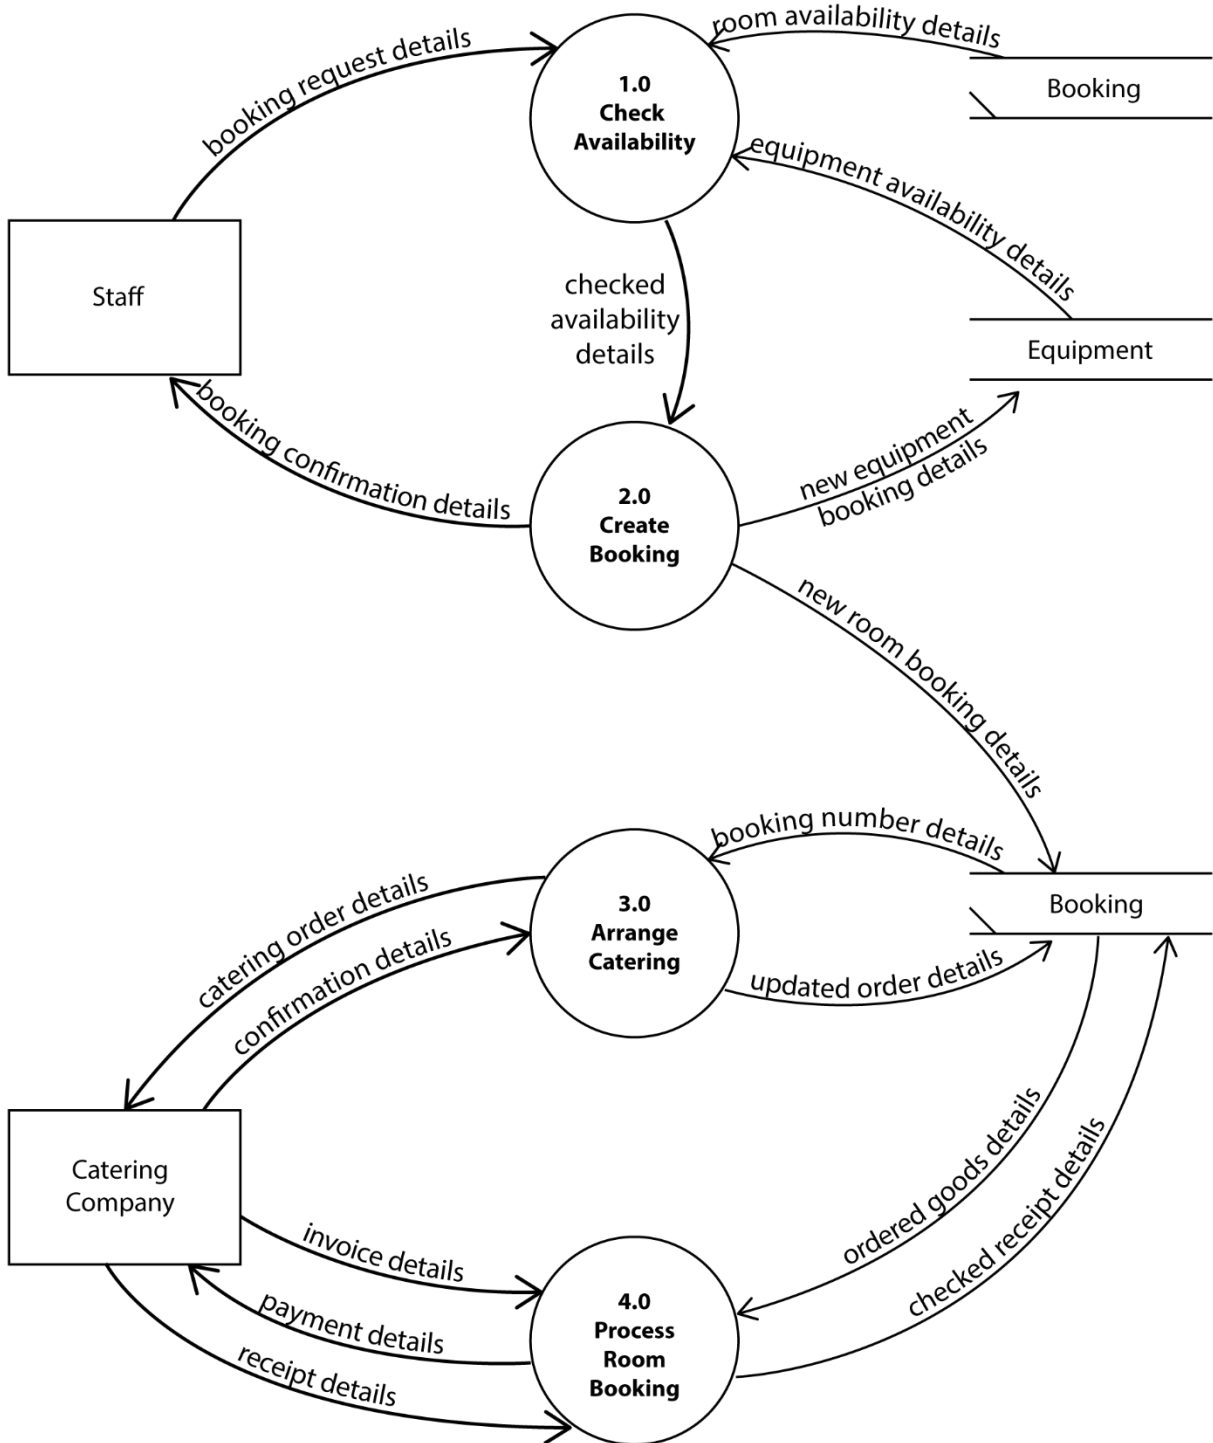 room availability details
booking request details
1.0
Check
Availability
Booking
equipment availability details
Staff
checked
availability
details
Equipment
booking confirmation details
new equipment
booking details
2.0
Create
Booking
new room booking details
booking number details
catering order details
3.0
Arrange
Catering
Booking
confirmation details
updated order details
Catering
Company
ordered goods details
checked receipt details
invoice details
4.0
Process
Room
Booking
payment details
receipt details